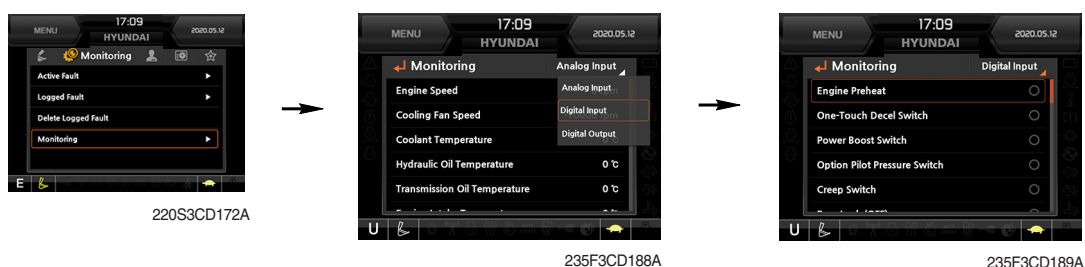 MENU
17:09
HYUNDAI
2020.05.12
Monitoring
Active Fault
Logged Fault
Delete Logged Fault
Monitoring
E
220S3CD172A
MENU
17:09
HYUNDAI
2020.05.12
Monitoring
Analog Input
Engine Speed
Analog Input
Cooling Fan Speed
Digital Input
Coolant Temperature
Digital Output
Hydraulic Oil Temperature 0 ℃
Transmission Oil Temperature 0 ℃
U
235F3CD188A
MENU
17:09
HYUNDAI
2020.05.12
Monitoring
Digital Input
Engine Preheat
One-Touch Decel Switch
Power Boost Switch
Option Pilot Pressure Switch
Creep Switch
U
235F3CD189A